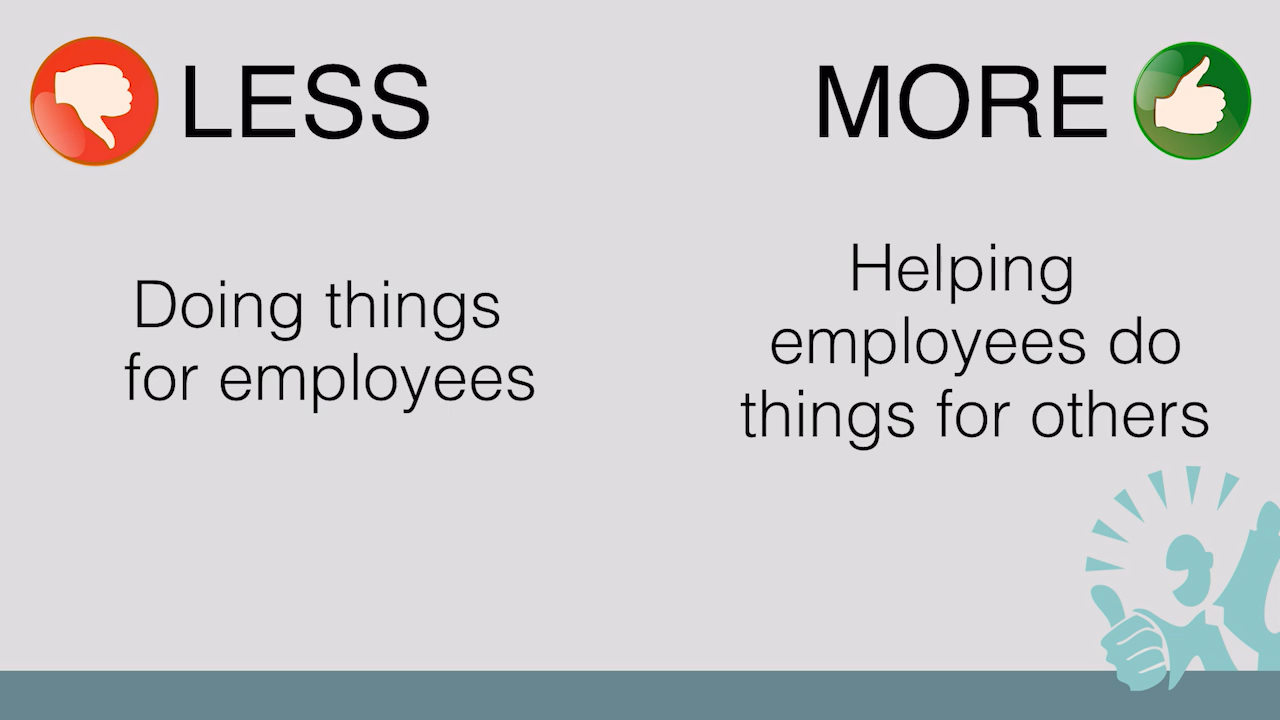 LESS
Doing things
for employees
MORE
Helping
employees do
things for others